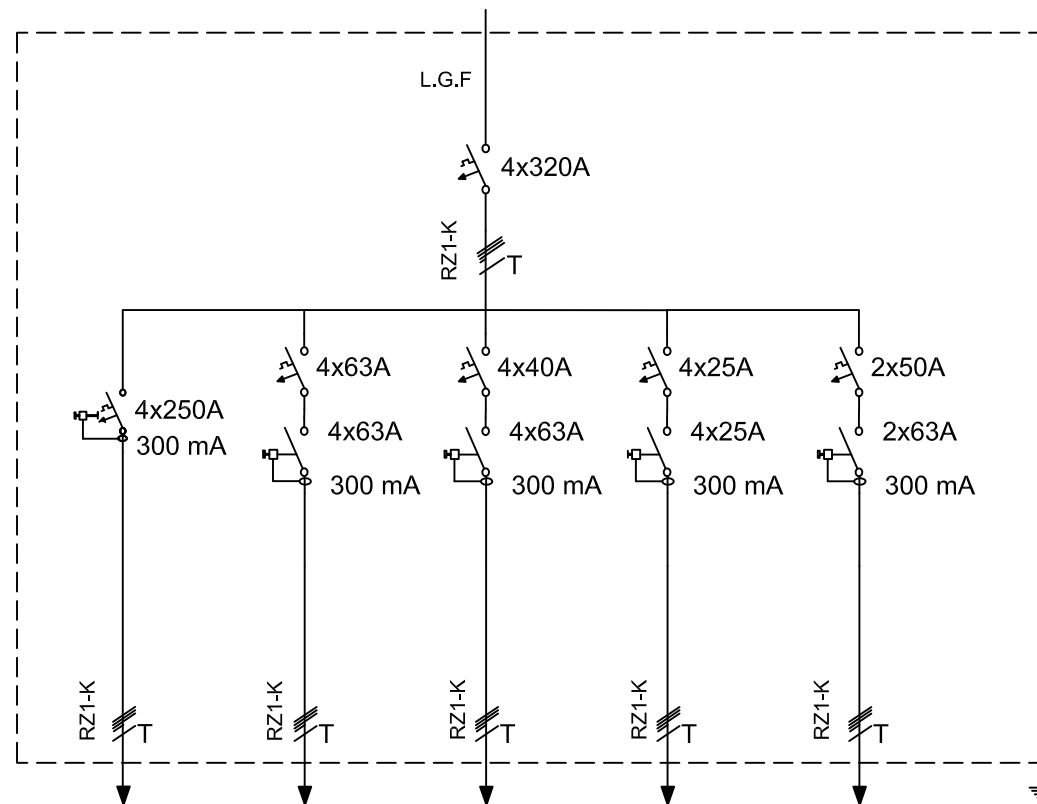 L.G.F
4x320A
RZ1-K
T
4x63A
4x40A
4x25A
2x50A
4x250A
300 mA
4x63A
300 mA
4x63A
300 mA
4x25A
300 mA
2x63A
300 mA
RZ1-K
T
RZ1-K
T
RZ1-K
T
RZ1-K
T
RZ1-K
T